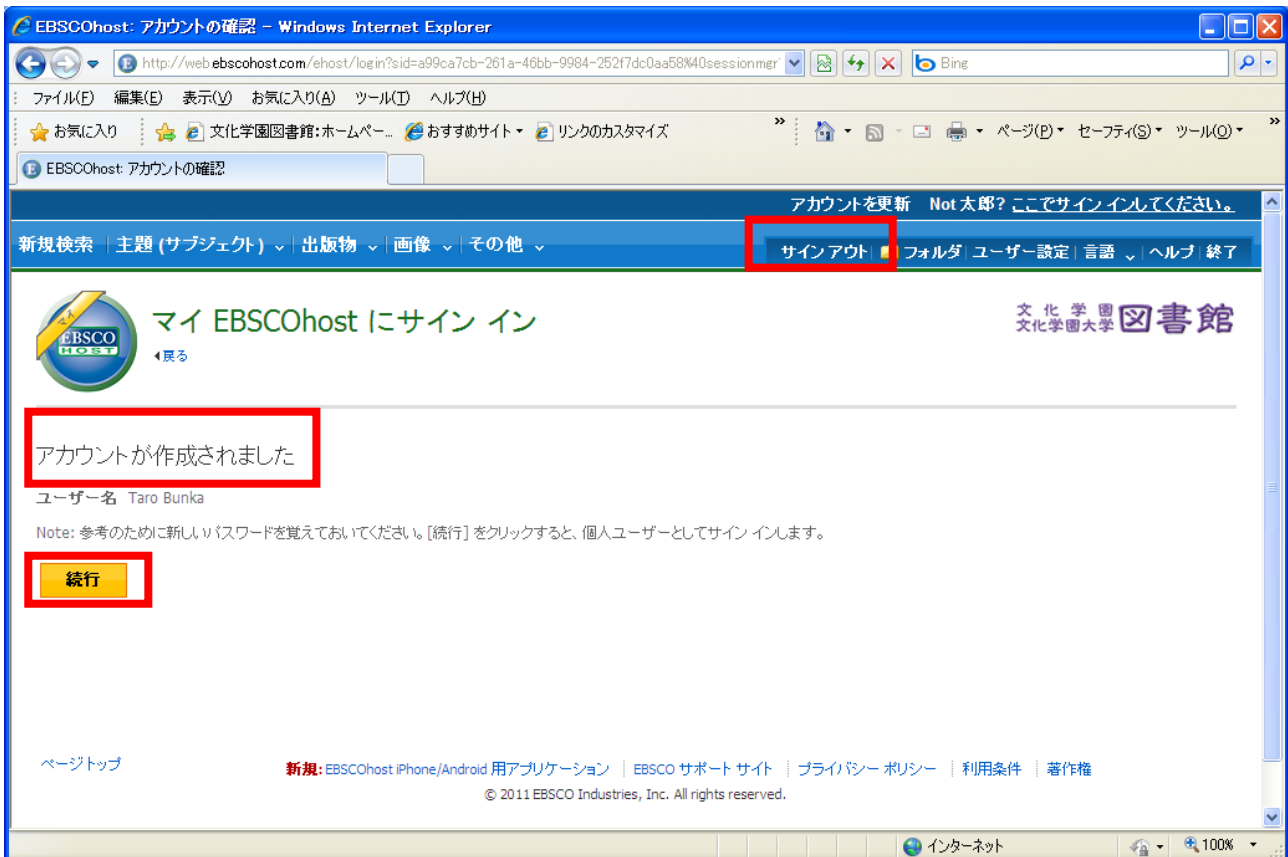 EBSCOhost: アカウントの確認 - Windows Internet Explorer
http://web.ebscohost.com/ehost/login?sid=a99ca7cb-261a-46bb-9984-252f7dc0aa58%40sessionmgr
Bing
ファイル(F) 編集(E) 表示(V) お気に入り(A) ツール(T) ヘルプ(H)
お気に入り 文化学園図書館:ホームペー... おすすめサイト リンクのカスタマイズ » ページ(P) セーフティ(S) ツール(O) »
EBSCOhost: アカウントの確認
アカウントを更新 Not 太郎? ここでサイン インしてください。
新規検索 主題 (サブジェクト) 出版物 画像 その他
サイン アウト フォルダ ユーザー設定 言語 ヘルプ 終了
EBSCO
HOST
マイ EBSCOhost にサイン イン
戻る
文化学園
文化学園大学 図書館
アカウントが作成されました
ユーザー名 Taro Bunka
Note: 参考のために新しいパスワードを覚えておいてください。[続行] をクリックすると、個人ユーザーとしてサイン インします。
続行
ページトップ
新規: EBSCOhost iPhone/Android 用アプリケーション EBSCO サポート サイト プライバシー ポリシー 利用条件 著作権
© 2011 EBSCO Industries, Inc. All rights reserved.
インターネット 100%